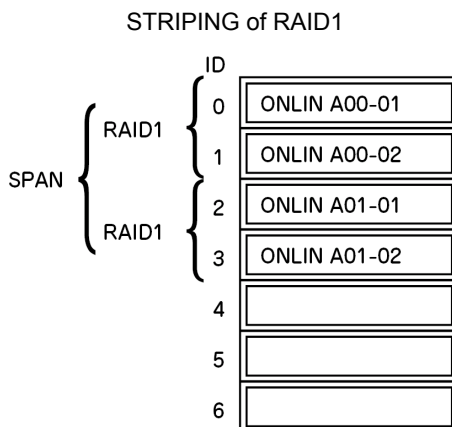 STRIPING of RAID1
ID
0 ONLIN A00-01
RAID1
1 ONLIN A00-02
SPAN
2 ONLIN A01-01
RAID1
3 ONLIN A01-02
4
5
6